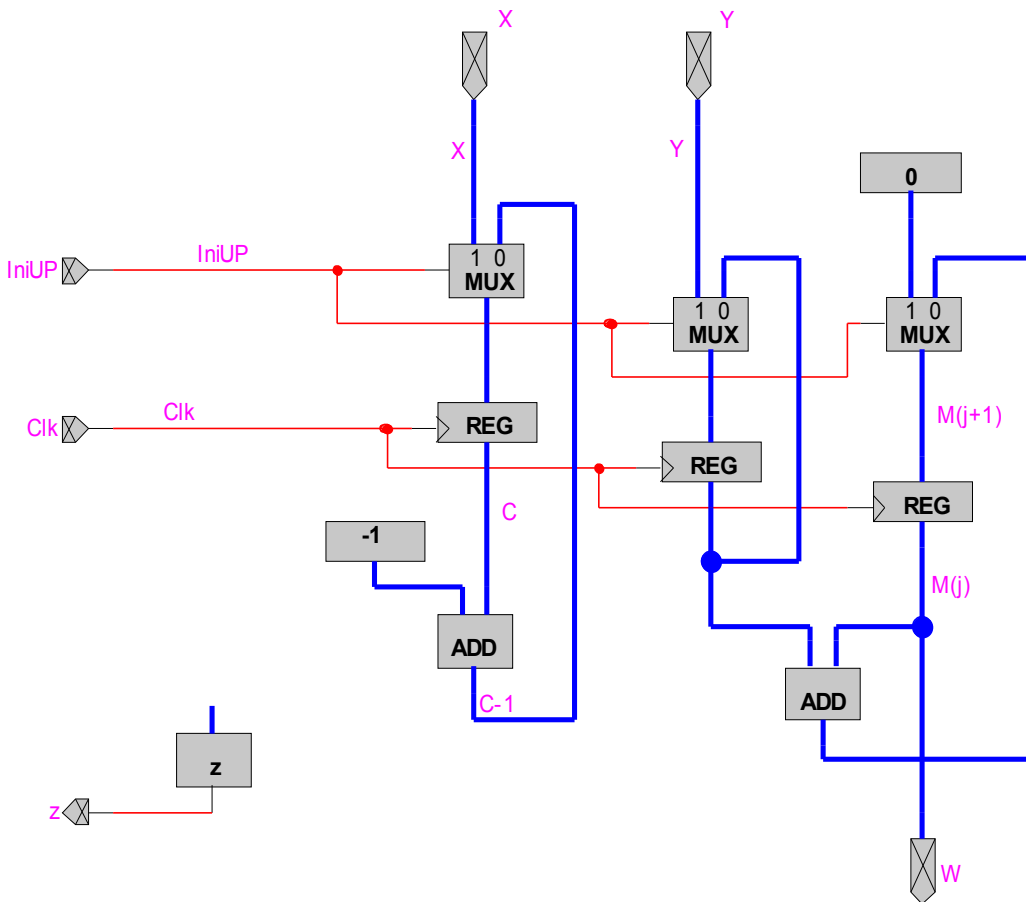 X
Y
X
Y
0
IniUP
IniUP
1 0
MUX
1 0
MUX
1 0
MUX
Clk
Clk
REG
M(j+1)
REG
REG
C
-1
M(j)
ADD
C-1
ADD
z
z
W